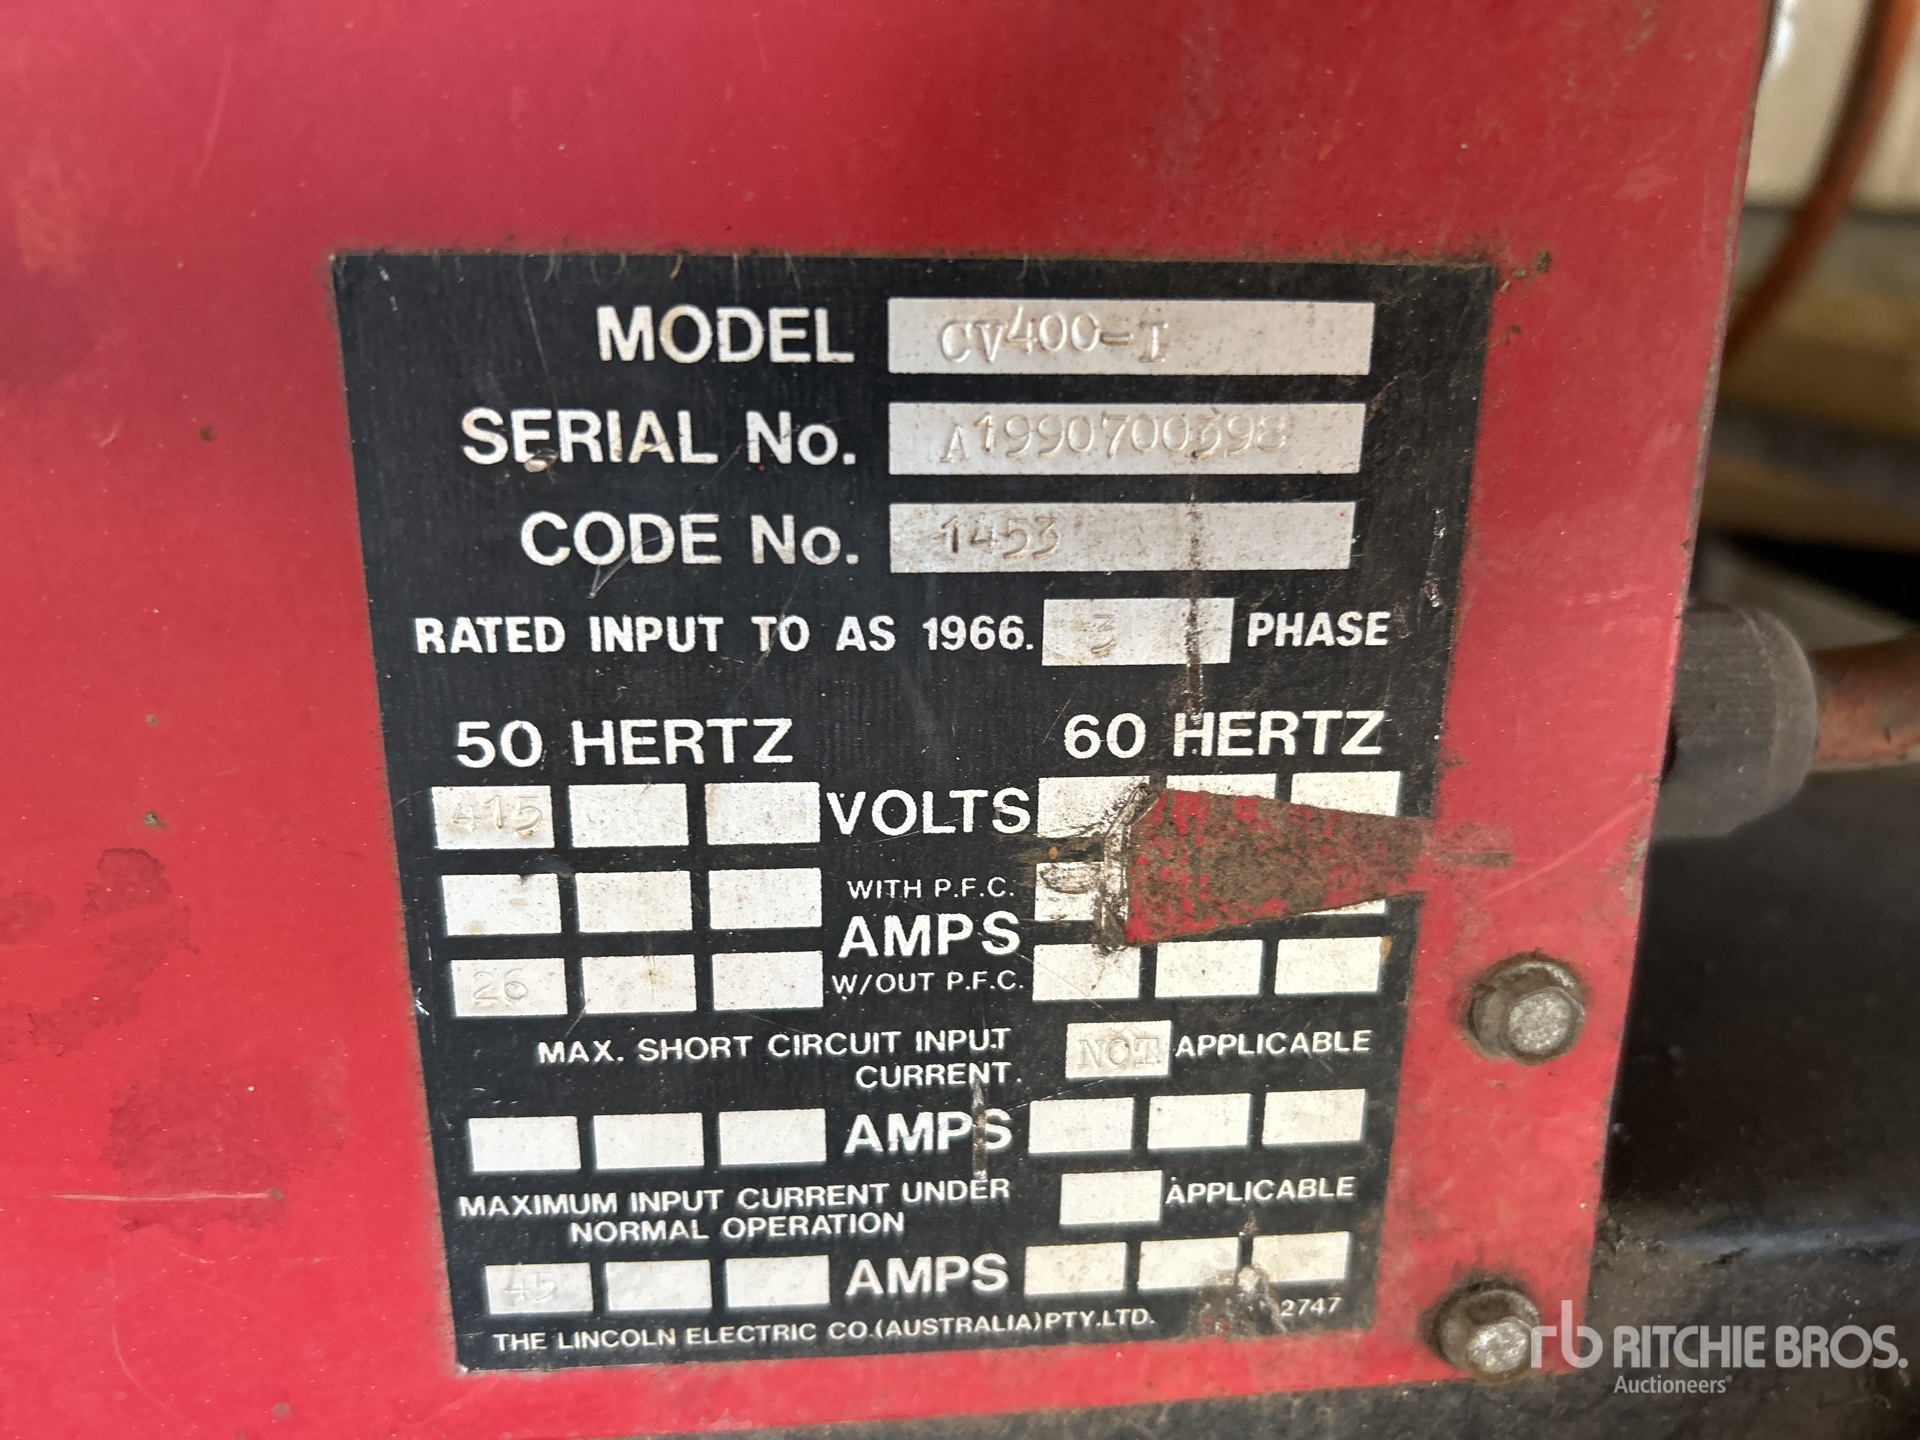 MODEL CV400-I
SERIAL No. A1990700398
CODE No. 1453
RATED INPUT TO AS 1966. 3 PHASE
50 HERTZ 60 HERTZ
415 VOLTS
WITH P.F.C.
AMPS
26 W/OUT P.F.C.
MAX. SHORT CIRCUIT INPUT NOT APPLICABLE
CURRENT.
AMPS
MAXIMUM INPUT CURRENT UNDER APPLICABLE
NORMAL OPERATION
45 AMPS
THE LINCOLN ELECTRIC CO.(AUSTRALIA)PTY.LTD. 2747
rb RITCHIE BROS.
Auctioneers